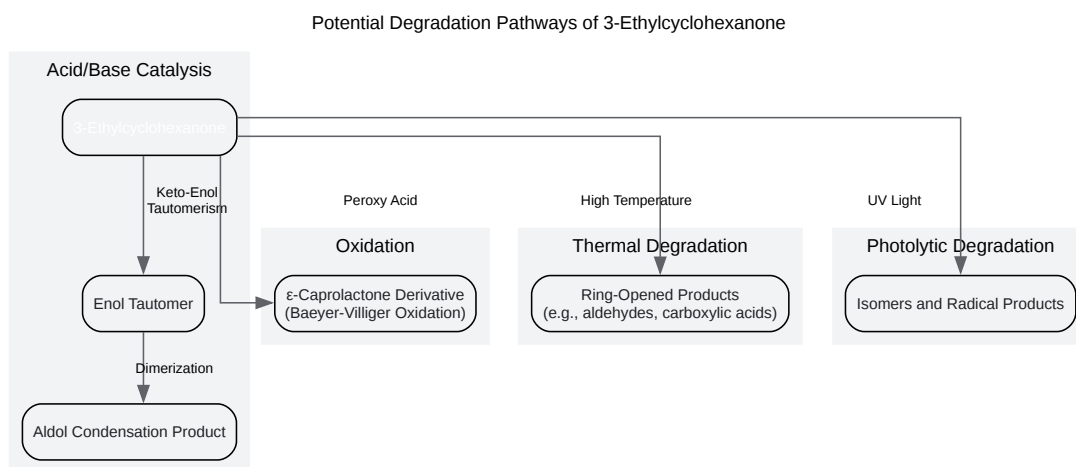 Potential Degradation Pathways of 3-Ethylcyclohexanone
Acid/Base Catalysis
3-Ethylcyclohexanone
Keto-Enol
Tautomerism
Peroxy Acid
High Temperature
UV Light
Oxidation
Thermal Degradation
Photolytic Degradation
Enol Tautomer
ε-Caprolactone Derivative
(Baeyer-Villiger Oxidation)
Ring-Opened Products
(e.g., aldehydes, carboxylic acids)
Isomers and Radical Products
Dimerization
Aldol Condensation Product